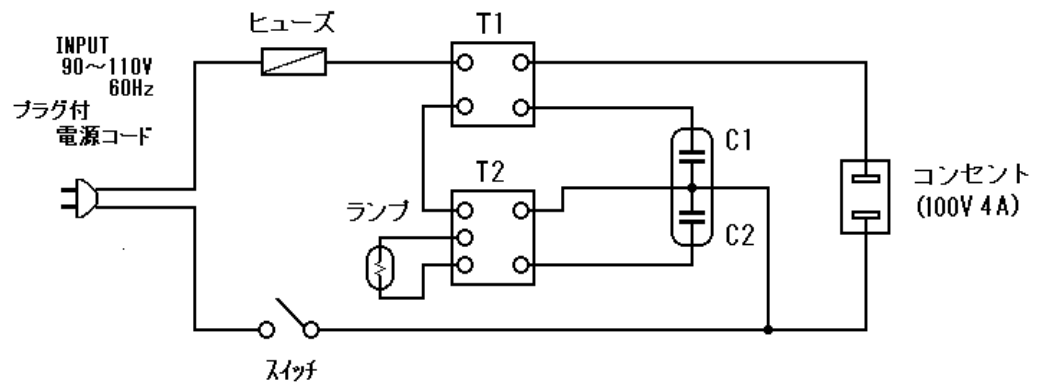 ヒューズ
T1
INPUT
90～110V
60Hz
プラグ付
電源コード
C1
T2
コンセント
(100V 4A)
ランプ
C2
スイッチ